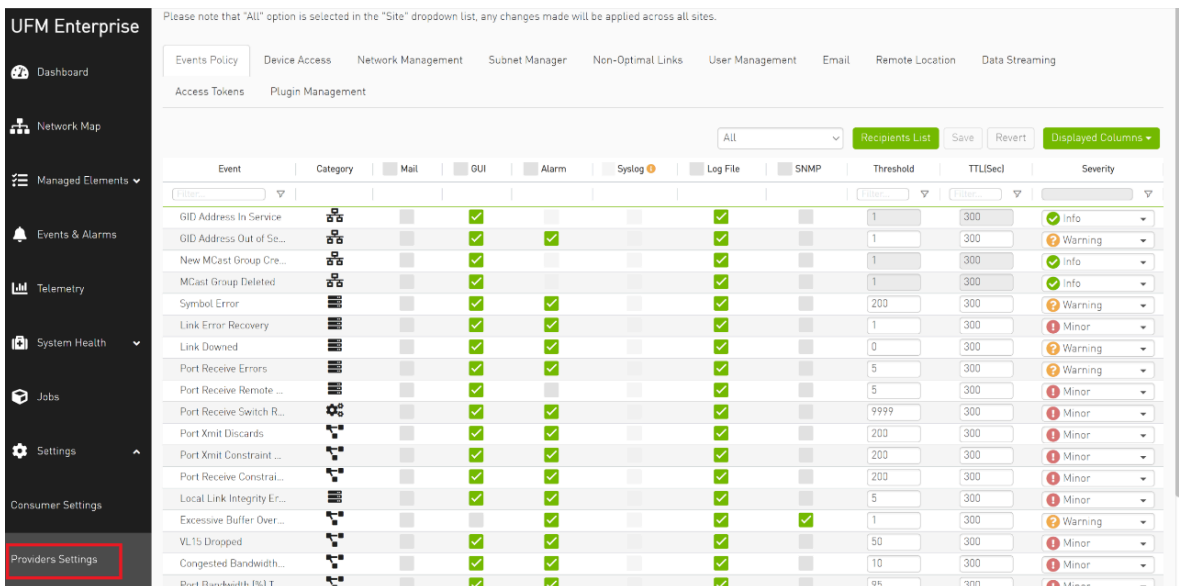 Please note that "All" option is selected in the "Site" dropdown list, any changes made will be applied across all sites.
UFM Enterprise
Dashboard
Network Map
Managed Elements
Events & Alarms
Telemetry
System Health
Jobs
Settings
Consumer Settings
Providers Settings
Events Policy Device Access Network Management Subnet Manager Non-Optimal Links User Management Email Remote Location Data Streaming
Access Tokens Plugin Management
All Recipients List Save Revert Displayed Columns
Event Category Mail GUI Alarm Syslog Log File SNMP Threshold TTL(Sec) Severity
Filter... Filter... Filter...
GID Address In Service 1 300 Info
GID Address Out of Se... 1 300 Warning
New MCast Group Cre... 1 300 Info
MCast Group Deleted 1 300 Info
Symbol Error 200 300 Warning
Link Error Recovery 1 300 Minor
Link Downed 0 300 Warning
Port Receive Errors 5 300 Warning
Port Receive Remote ... 5 300 Minor
Port Receive Switch R... 9999 300 Minor
Port Xmit Discards 200 300 Minor
Port Xmit Constraint ... 200 300 Minor
Port Receive Constrai... 200 300 Minor
Local Link Integrity Er... 5 300 Minor
Excessive Buffer Over... 1 300 Warning
VL15 Dropped 50 300 Minor
Congested Bandwidth... 10 300 Minor
Port Bandwidth (%) T... 95 300 Minor